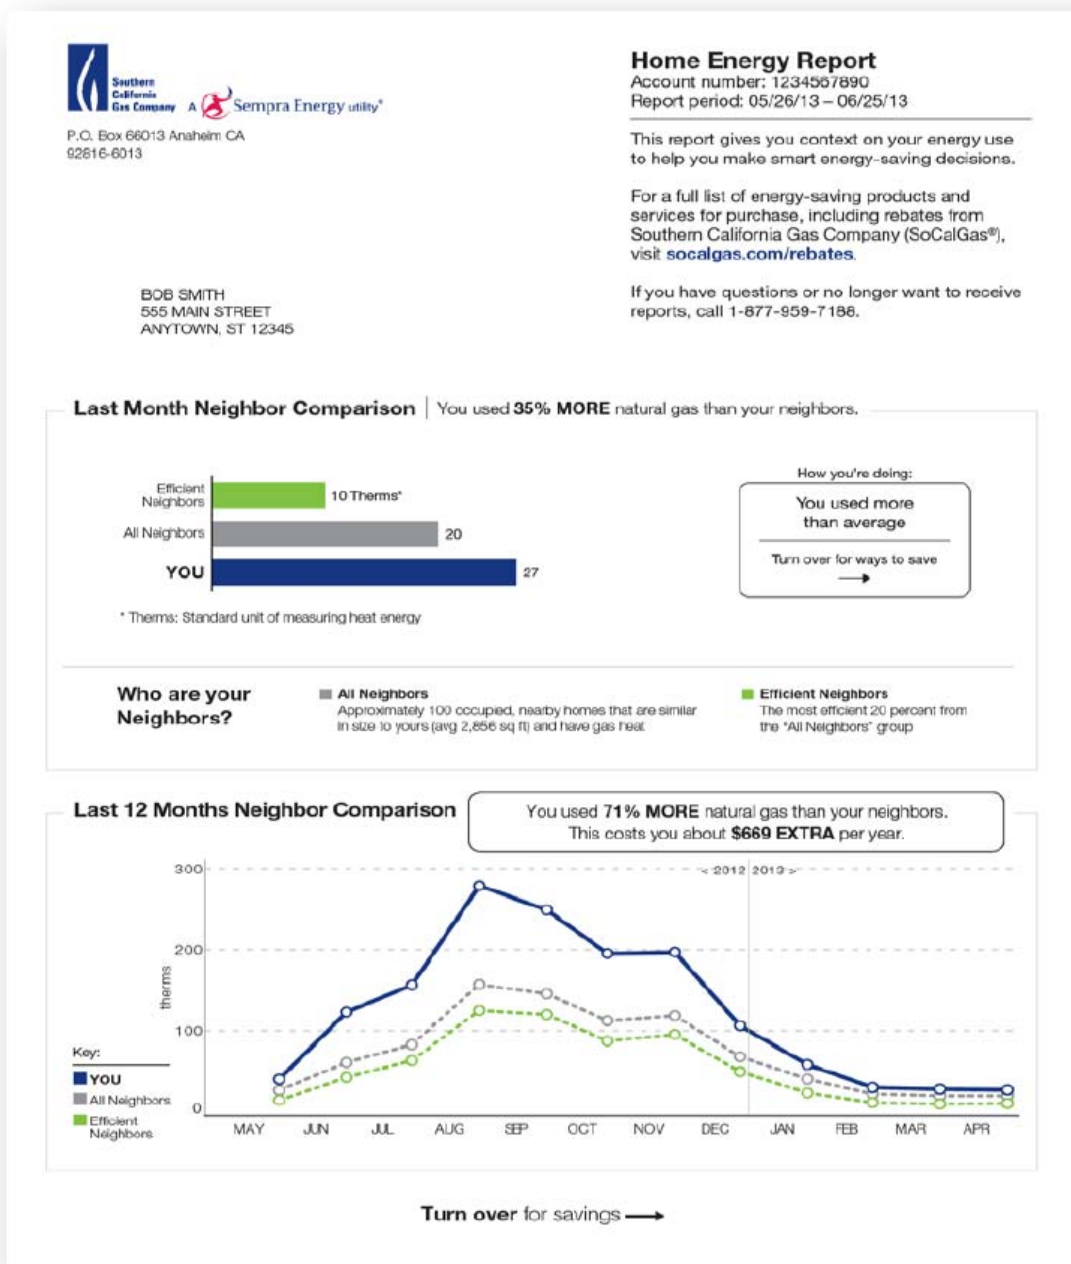 Southern
California
Gas Company A Sempra Energy utility®
P.O. Box 66013 Anaheim CA
92816-6013
Home Energy Report
Account number: 1234567890
Report period: 05/26/13 – 06/25/13
This report gives you context on your energy use
to help you make smart energy-saving decisions.
For a full list of energy-saving products and
services for purchase, including rebates from
Southern California Gas Company (SoCalGas®),
visit socalgas.com/rebates.
If you have questions or no longer want to receive
reports, call 1-877-959-7188.
BOB SMITH
555 MAIN STREET
ANYTOWN, ST 12345
Last Month Neighbor Comparison | You used 35% MORE natural gas than your neighbors.
Efficient
Neighbors
10 Therms*
All Neighbors 20
YOU 27
* Therms: Standard unit of measuring heat energy
How you're doing:
You used more
than average
Turn over for ways to save
Who are your
Neighbors?
All Neighbors
Approximately 100 occupied, nearby homes that are similar
in size to yours (avg 2,856 sq ft) and have gas heat
Efficient Neighbors
The most efficient 20 percent from
the "All Neighbors" group
Last 12 Months Neighbor Comparison
You used 71% MORE natural gas than your neighbors.
This costs you about $669 EXTRA per year.
300
< 2012 2013 >
200
therms
100
0
Key:
YOU
All Neighbors
Efficient
Neighbors
MAY JUN JUL AUG SEP OCT NOV DEC JAN FEB MAR APR
Turn over for savings